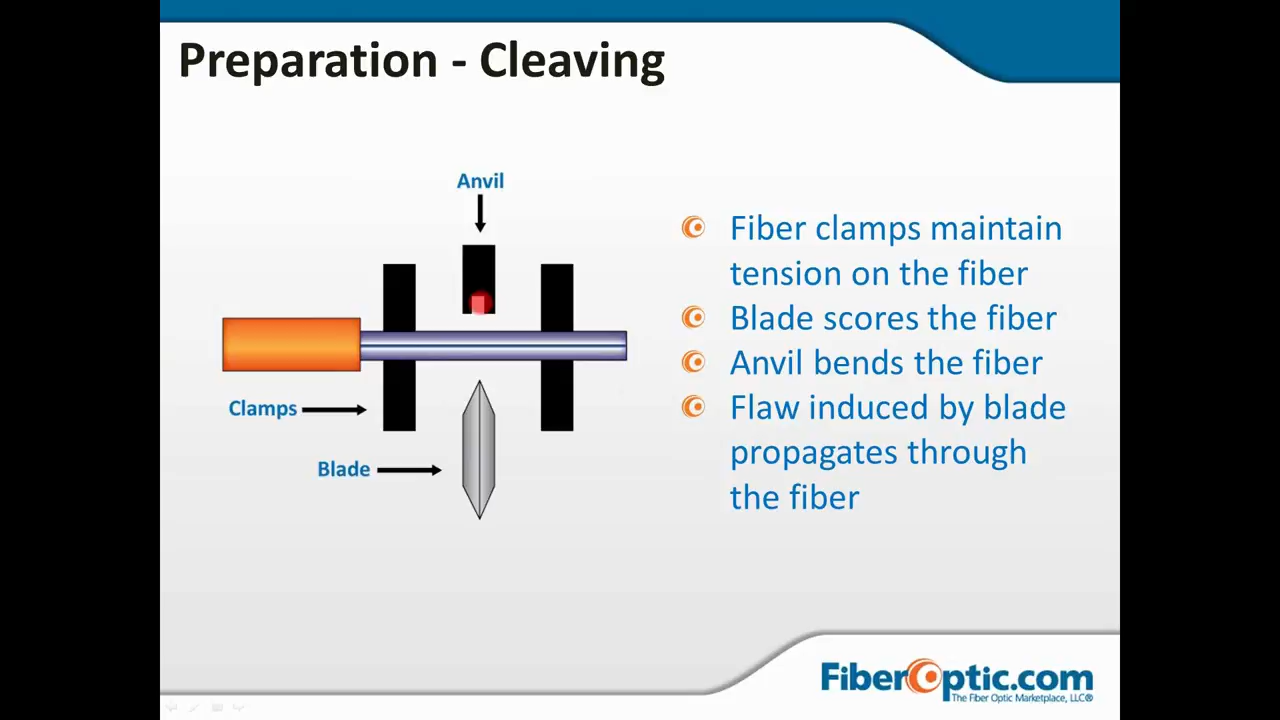 Preparation - Cleaving
Anvil
Clamps
Blade
Fiber clamps maintain
tension on the fiber
Blade scores the fiber
Anvil bends the fiber
Flaw induced by blade
propagates through
the fiber
FiberOptic.com
The Fiber Optic Marketplace, LLC®